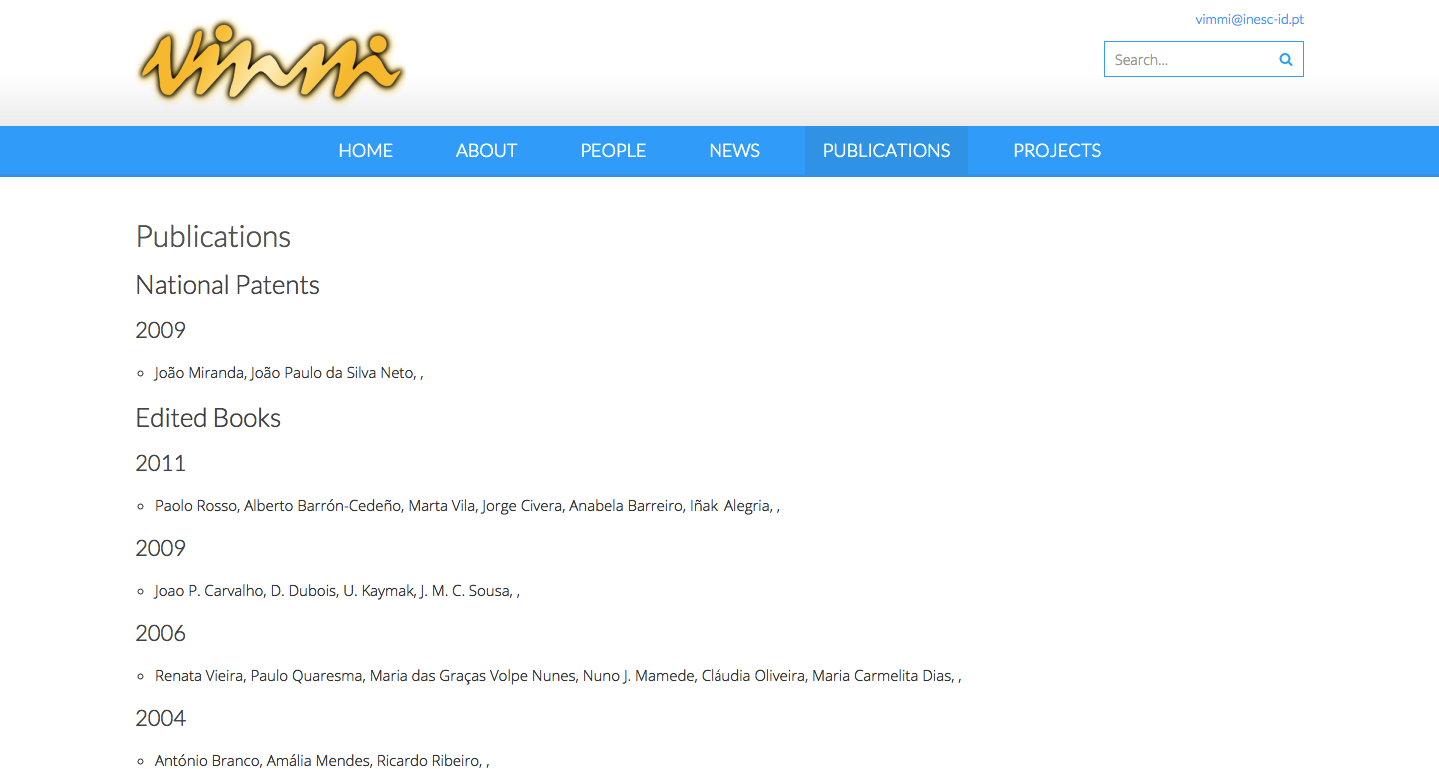 vimmi
vimmi@inesc-id.pt
Search...
HOME ABOUT PEOPLE NEWS PUBLICATIONS PROJECTS
Publications
National Patents
2009
João Miranda, João Paulo da Silva Neto, ,
Edited Books
2011
Paolo Rosso, Alberto Barrón-Cedeño, Marta Vila, Jorge Civera, Anabela Barreiro, Iñak Alegria, ,
2009
Joao P. Carvalho, D. Dubois, U. Kaymak, J. M. C. Sousa, ,
2006
Renata Vieira, Paulo Quaresma, Maria das Graças Volpe Nunes, Nuno J. Mamede, Cláudia Oliveira, Maria Carmelita Dias, ,
2004
António Branco, Amália Mendes, Ricardo Ribeiro, ,